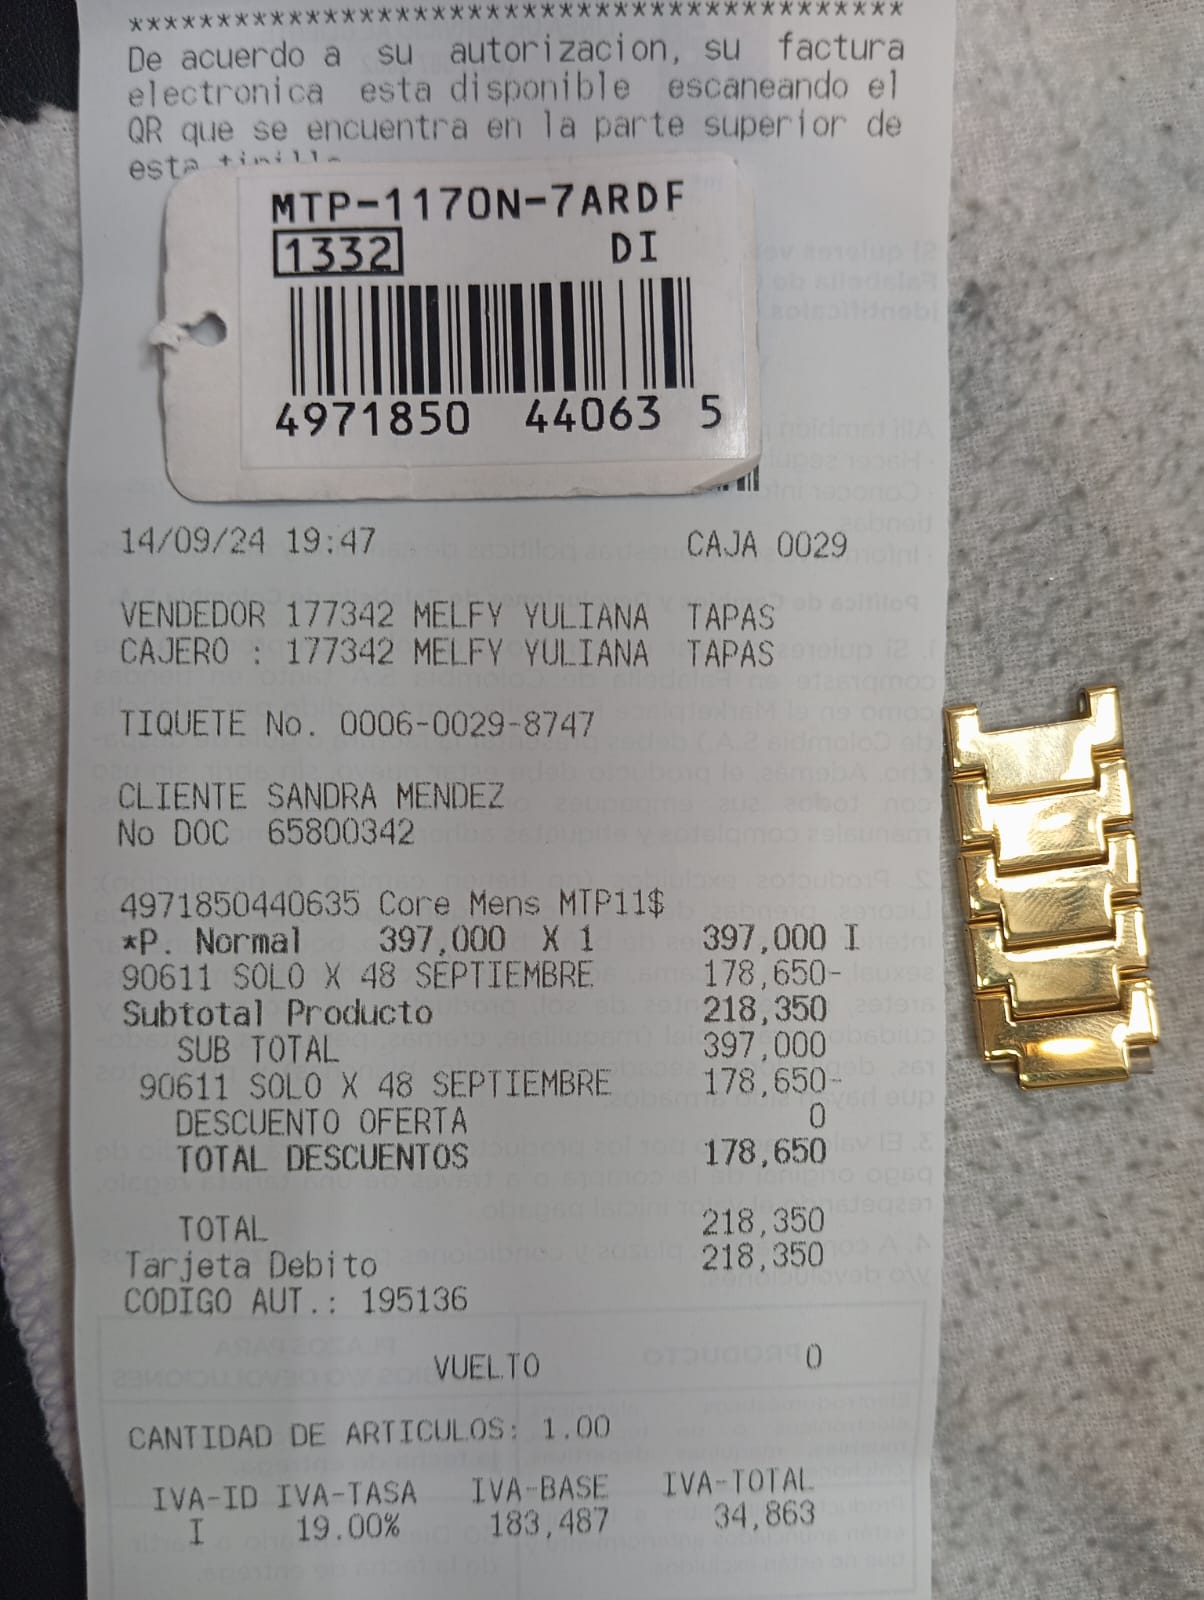 ****************************************
De acuerdo a su autorizacion, su factura
electronica esta disponible escaneando el
QR que se encuentra en la parte superior de
esta
MTP-1170N-7ARDF
1332 DI
4971850 44063 5
14/09/24 19:47 CAJA 0029
VENDEDOR 177342 MELFY YULIANA TAPAS
CAJERO : 177342 MELFY YULIANA TAPAS
TIQUETE No. 0006-0029-8747
CLIENTE SANDRA MENDEZ
No DOC 65800342
4971850440635 Core Mens MTP11$
*P. Normal 397,000 X 1 397,000 I
90611 SOLO X 48 SEPTIEMBRE 178,650-
Subtotal Producto 218,350
SUB TOTAL 397,000
90611 SOLO X 48 SEPTIEMBRE 178,650-
DESCUENTO OFERTA 0
TOTAL DESCUENTOS 178,650
TOTAL 218,350
Tarjeta Debito 218,350
CODIGO AUT.: 195136
VUELTO 0
CANTIDAD DE ARTICULOS: 1.00
IVA-ID IVA-TASA IVA-BASE IVA-TOTAL
I 19.00% 183,487 34,863